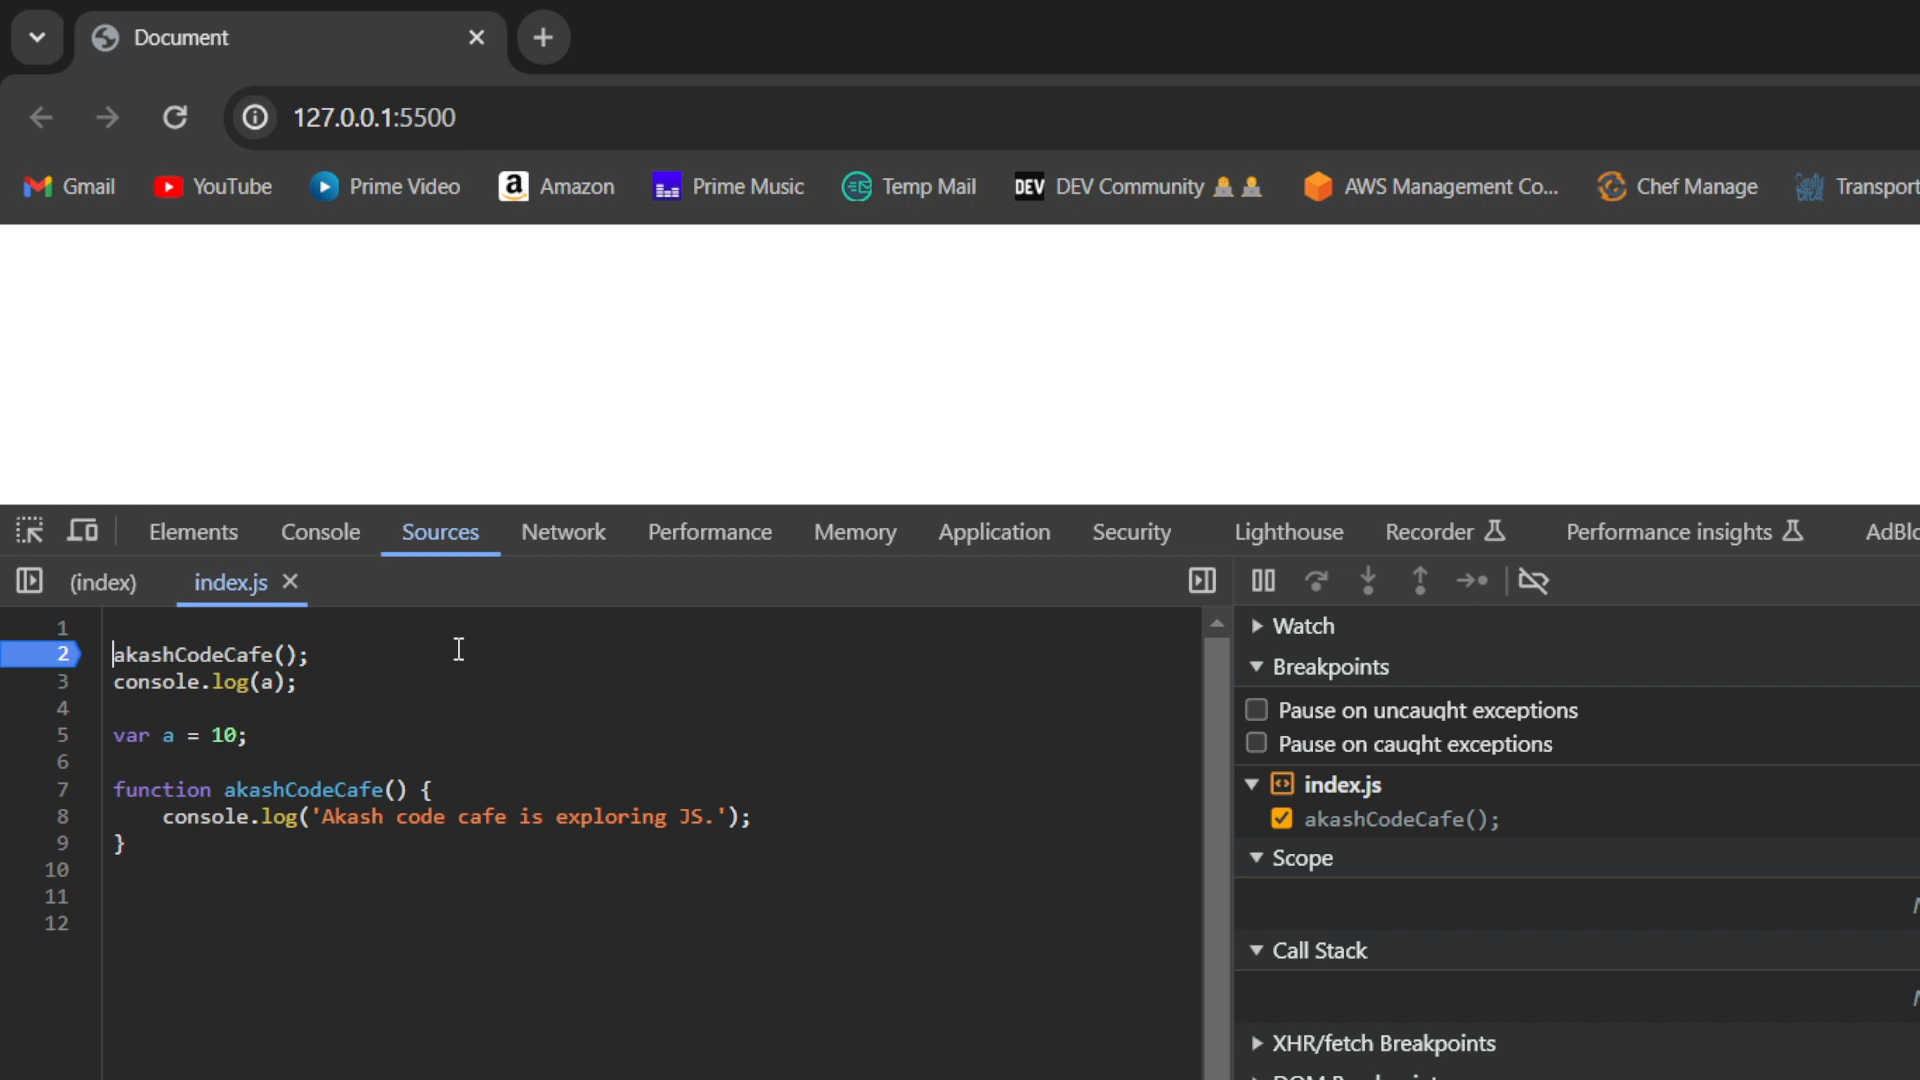 Document
127.0.0.1:5500
Gmail YouTube Prime Video Amazon Prime Music Temp Mail DEV DEV Community AWS Management Co... Chef Manage Transport
Elements Console Sources Network Performance Memory Application Security Lighthouse Recorder Performance insights
(index) index.js
Watch
Breakpoints
Pause on uncaught exceptions
Pause on caught exceptions
index.js
akashCodeCafe();
Scope
Call Stack
XHR/fetch Breakpoints
1
2 akashCodeCafe();
3 console.log(a);
4
5 var a = 10;
6
7 function akashCodeCafe() {
8 console.log('Akash code cafe is exploring JS.');
9 }
10
11
12